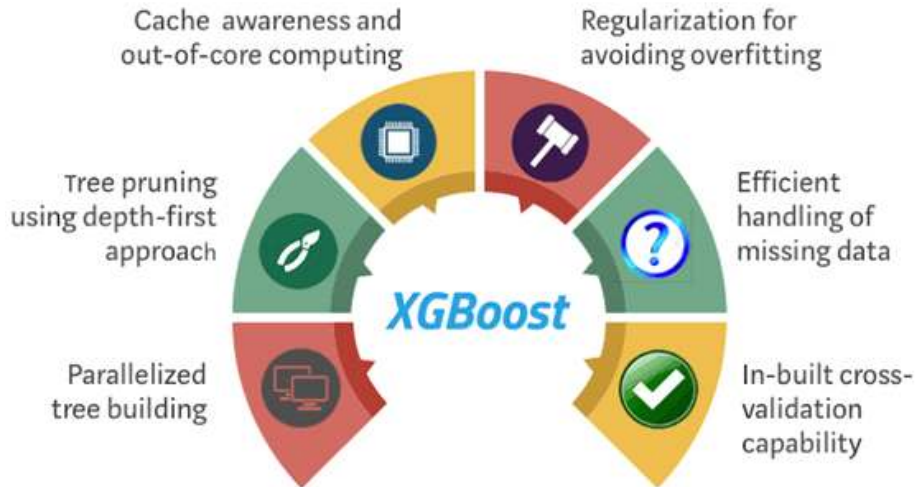 Cache awareness and
out-of-core computing
Regularization for
avoiding overfitting
Tree pruning
using depth-first
approach
Efficient
handling of
missing data
XGBoost
Parallelized
tree building
In-built cross-
validation
capability
?